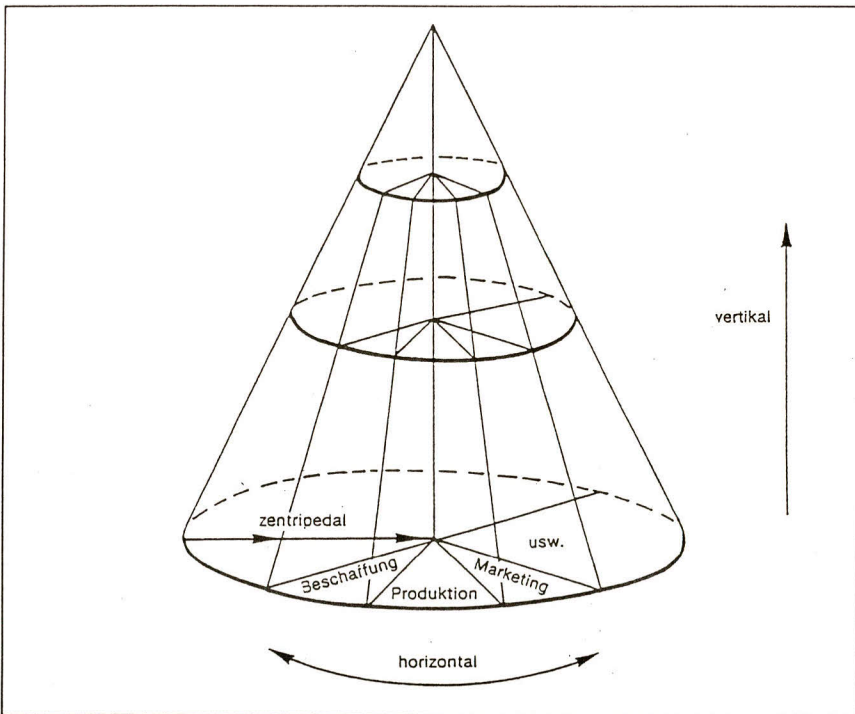 vertikal
zentripedal
usw.
Beschaffung
Marketing
Produktion
horizontal